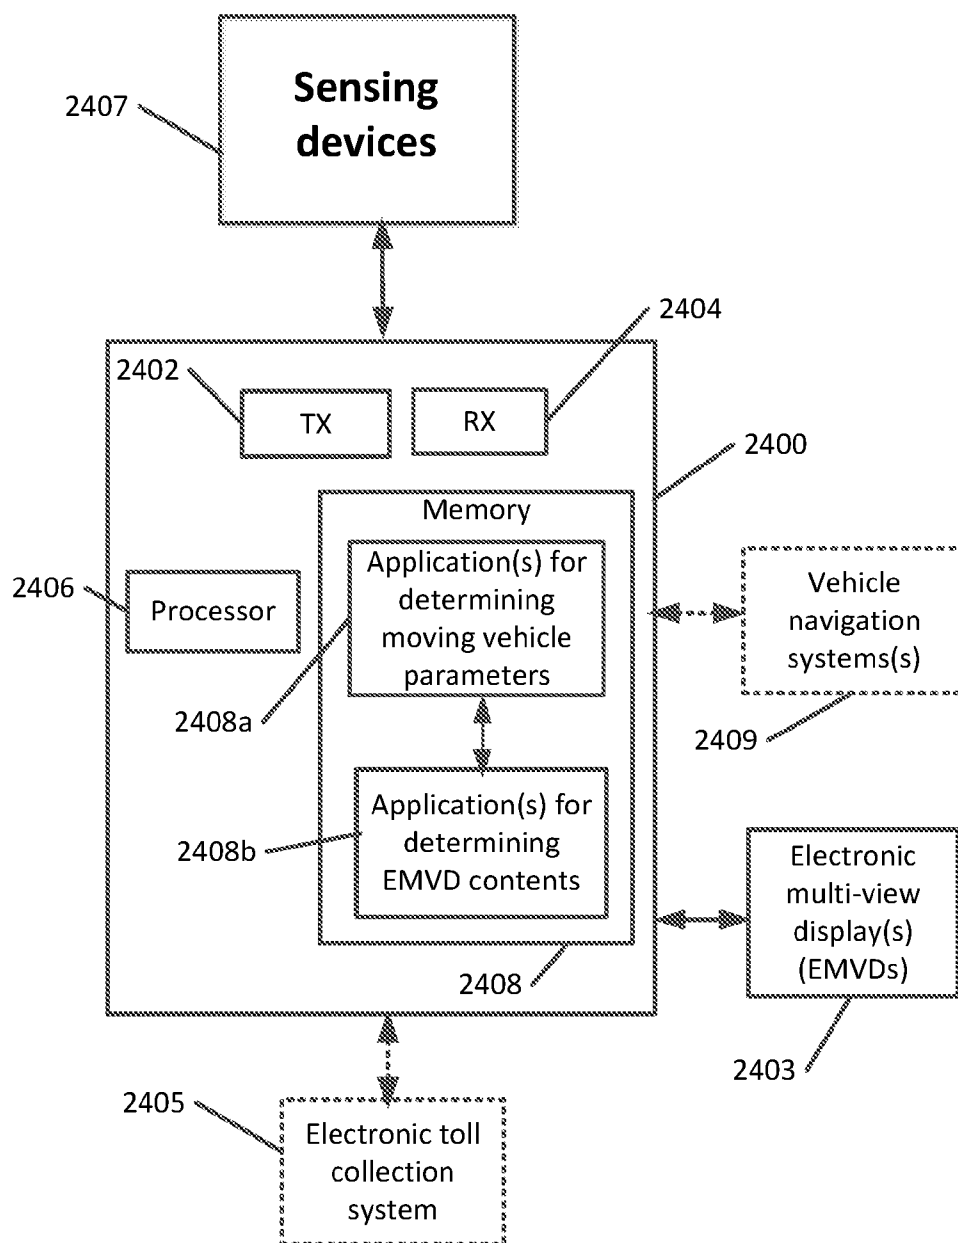 Sensing
devices
2407
2404
2402
TX
RX
2400
Memory
Application(s) for
determining
moving vehicle
parameters
2406
Processor
Vehicle
navigation
systems(s)
2408a
2409
Application(s) for
determining
EMVD contents
2408b
Electronic
multi-view
display(s)
(EMVDs)
2408
2403
2405
Electronic toll
collection
system